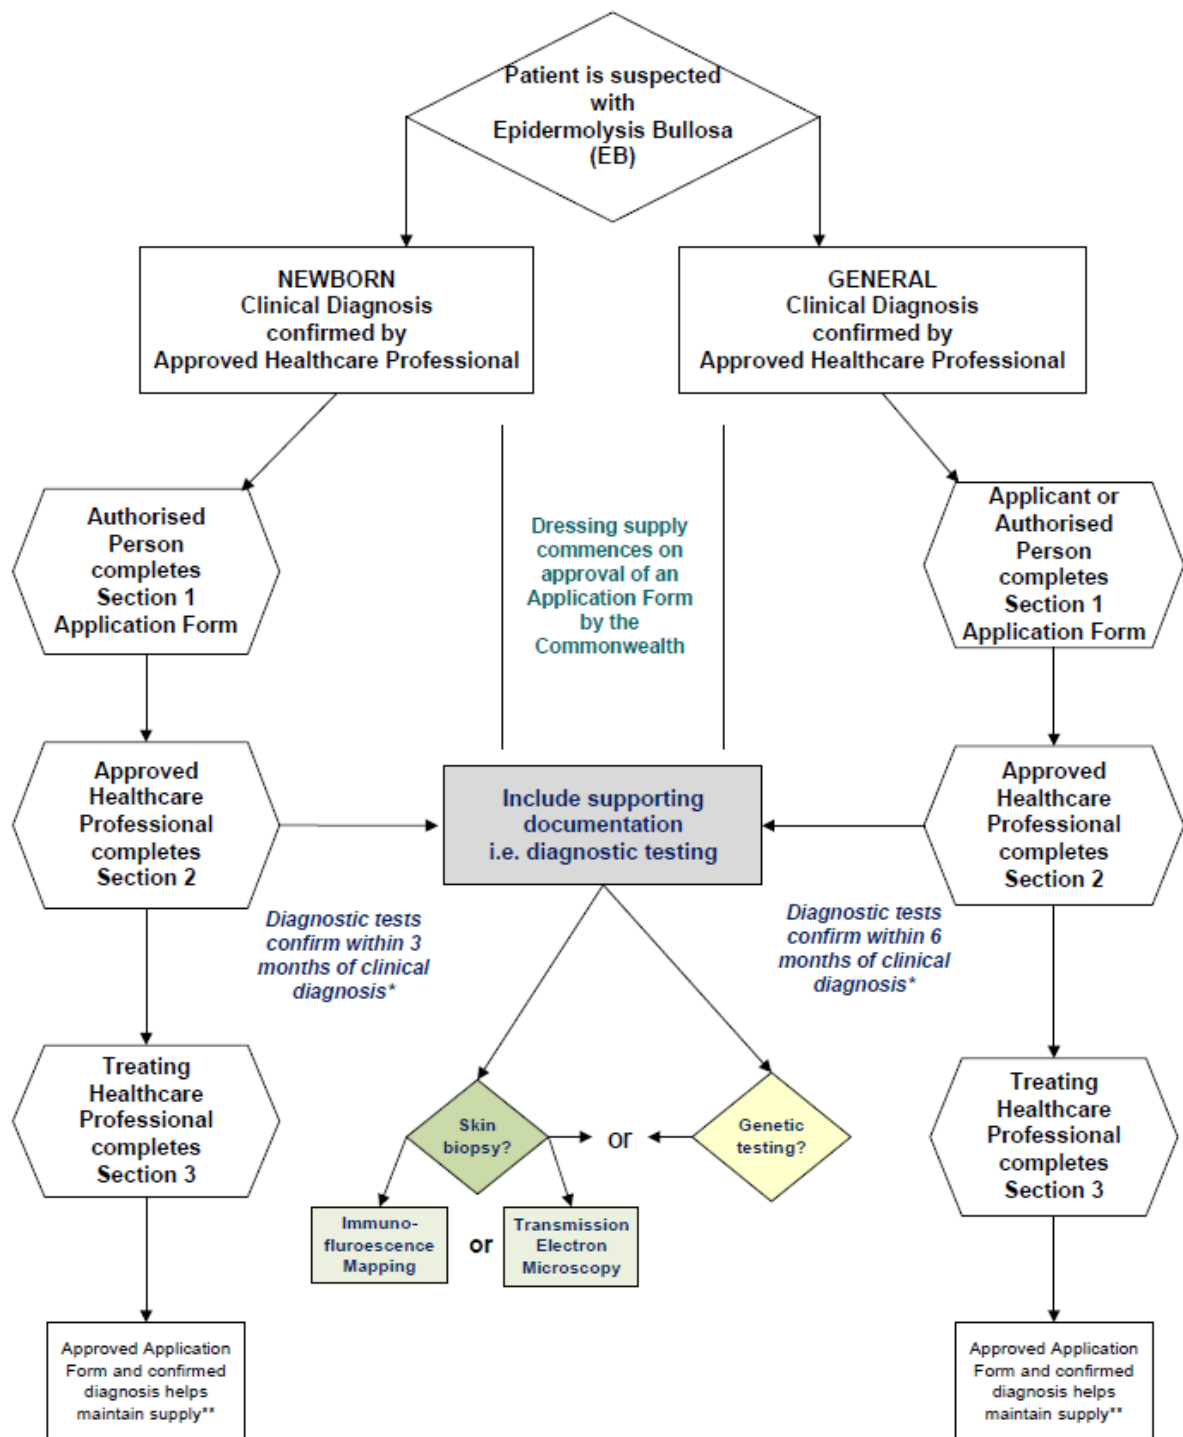 Patient is suspected
with
Epidermolysis Bullosa
(EB)
NEWBORN
Clinical Diagnosis
confirmed by
Approved Healthcare Professional
GENERAL
Clinical Diagnosis
confirmed by
Approved Healthcare Professional
Authorised
Person
completes
Section 1
Application Form
Dressing supply
commences on
approval of an
Application Form
by the
Commonwealth
Applicant or
Authorised
Person
completes
Section 1
Application Form
Approved
Healthcare
Professional
completes
Section 2
Include supporting
documentation
i.e. diagnostic testing
Approved
Healthcare
Professional
completes
Section 2
Diagnostic tests
confirm within 3
months of clinical
diagnosis*
Diagnostic tests
confirm within 6
months of clinical
diagnosis*
Treating
Healthcare
Professional
completes
Section 3
Skin
biopsy?
or
Genetic
testing?
Treating
Healthcare
Professional
completes
Section 3
Immuno-
fluroescence
Mapping
or
Transmission
Electron
Microscopy
Approved Application
Form and confirmed
diagnosis helps
maintain supply**
Approved Application
Form and confirmed
diagnosis helps
maintain supply**